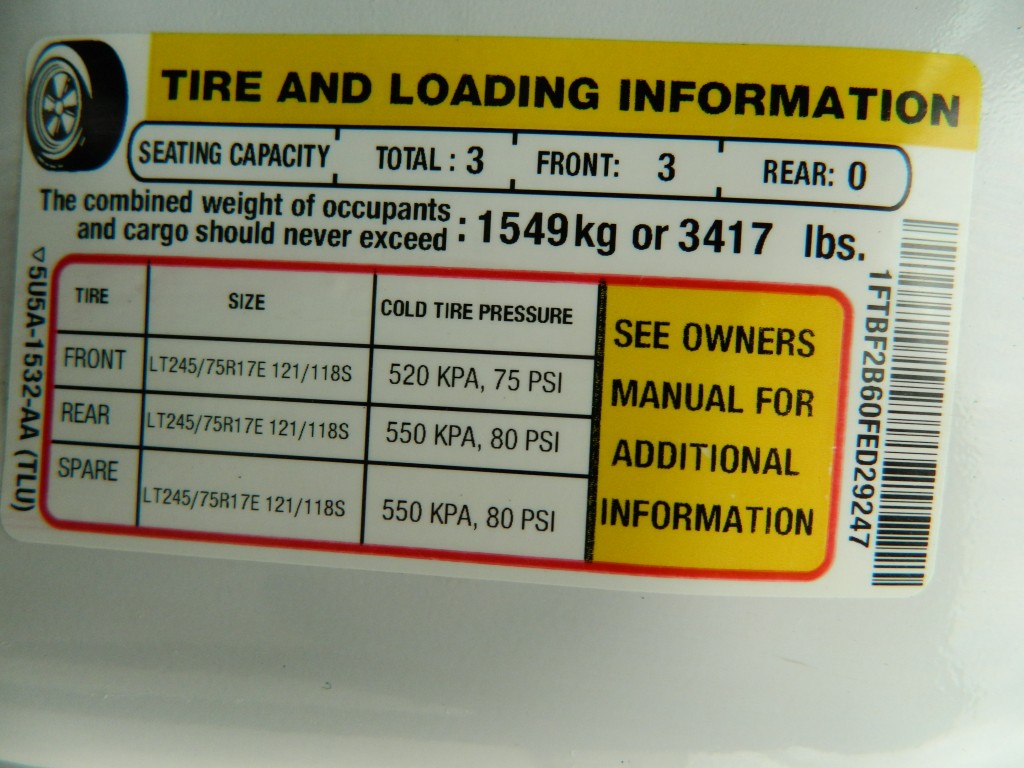 TIRE AND LOADING INFORMATION
SEATING CAPACITY TOTAL : 3 FRONT: 3 REAR: 0
The combined weight of occupants
and cargo should never exceed : 1549 kg or 3417 lbs.
TIRE SIZE COLD TIRE PRESSURE
FRONT LT245/75R17E 121/118S 520 KPA, 75 PSI
REAR LT245/75R17E 121/118S 550 KPA, 80 PSI
SPARE LT245/75R17E 121/118S 550 KPA, 80 PSI
SEE OWNERS
MANUAL FOR
ADDITIONAL
INFORMATION
▽5U5A-1532-AA (TLU)
1FTBF2B60FED29247